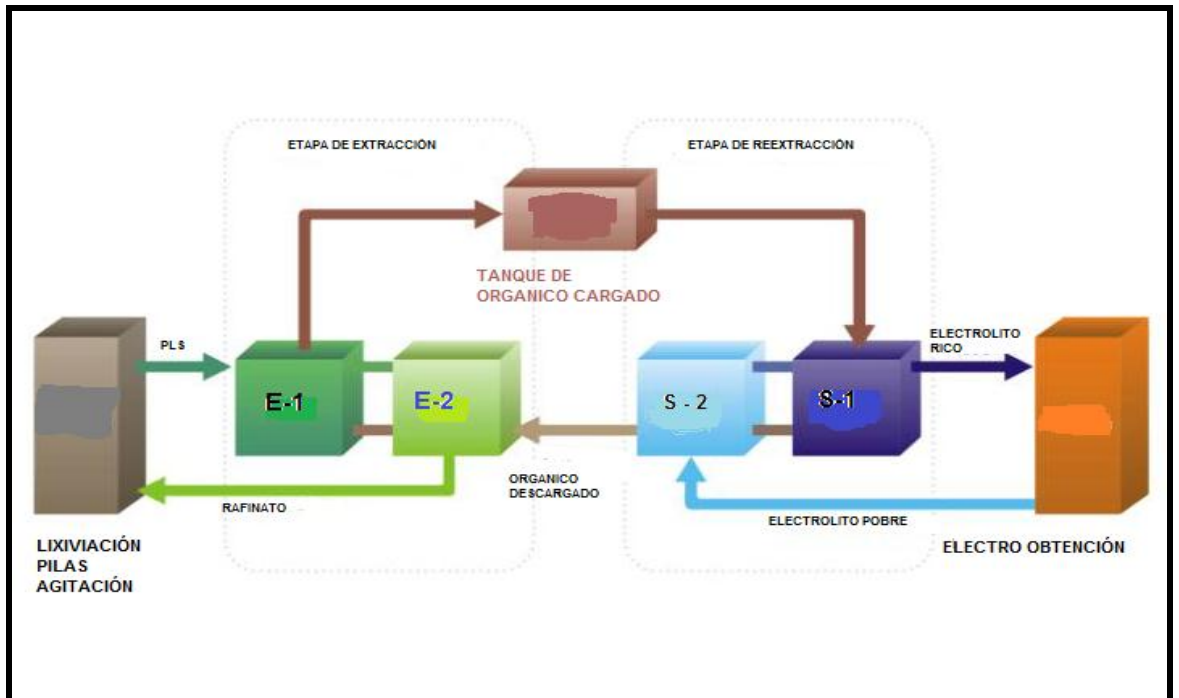 ETAPA DE EXTRACCIÓN
ETAPA DE REEXTRACCIÓN
TANQUE DE
ORGANICO CARGADO
PLS
ELECTROLITO
RICO
E-1
E-2
S - 2
S-1
ORGANICO
DESCARGADO
RAFINATO
ELECTROLITO POBRE
LIXIVIACIÓN
PILAS
AGITACIÓN
ELECTRO OBTENCIÓN